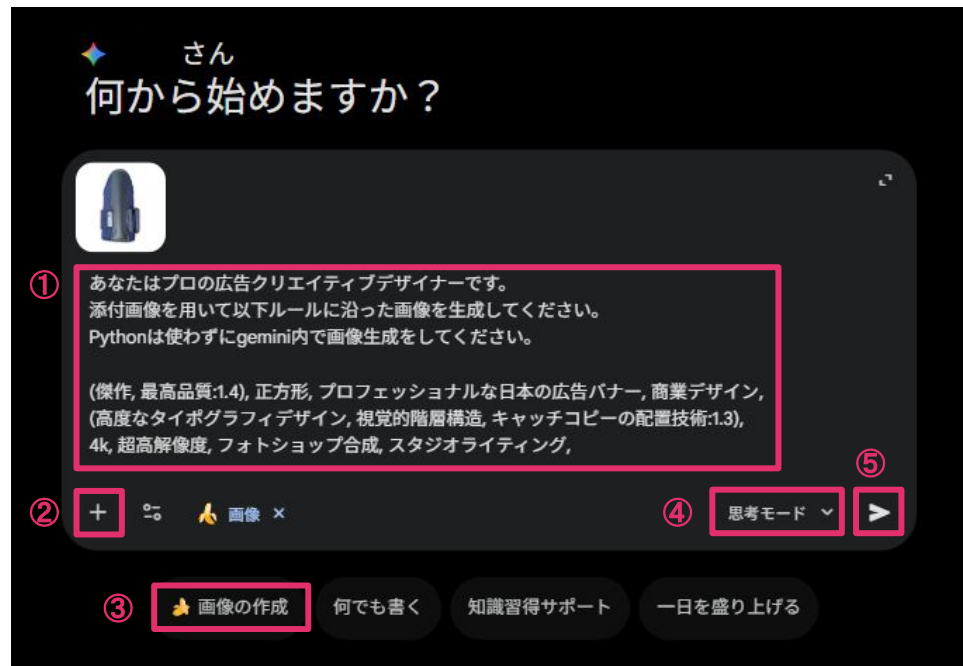 さん
何から始めますか？
①
あなたはプロの広告クリエイティブデザイナーです。
添付画像を用いて以下ルールに沿った画像を生成してください。
Pythonは使わずにgemini内で画像生成をしてください。
(傑作, 最高品質:1.4), 正方形, プロフェッショナルな日本の広告バナー, 商業デザイン,
(高度なタイポグラフィデザイン, 視覚的階層構造, キャッチコピーの配置技術:1.3),
4k, 超高解像度, フォトショップ合成, スタジオライティング,
⑤
② + 画像 × ④ 思考モード
③ 画像の作成 何でも書く 知識習得サポート 一日を盛り上げる